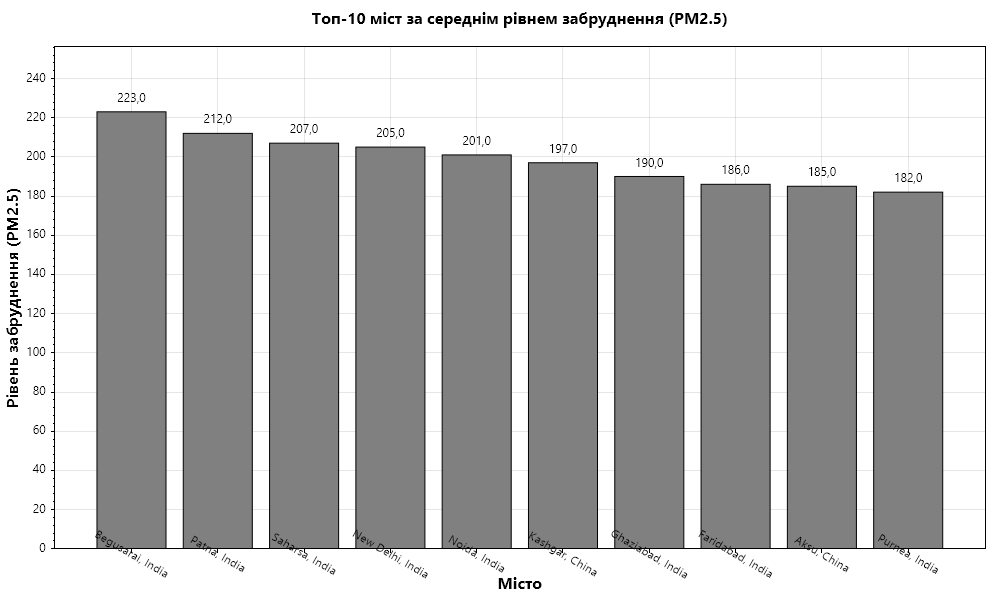 Топ-10 міст за середнім рівнем забруднення (PM2.5)
Рівень забруднення (PM2.5)
240
220
200
180
160
140
120
100
80
60
40
20
0
223,0
212,0
207,0
205,0
201,0
197,0
190,0
186,0
185,0
182,0
Begusarai, India
Patna, India
Saharsa, India
New Delhi, India
Noida, India
Kashgar, China
Ghaziabad, India
Faridabad, India
Aksu, China
Purnea, India
Місто